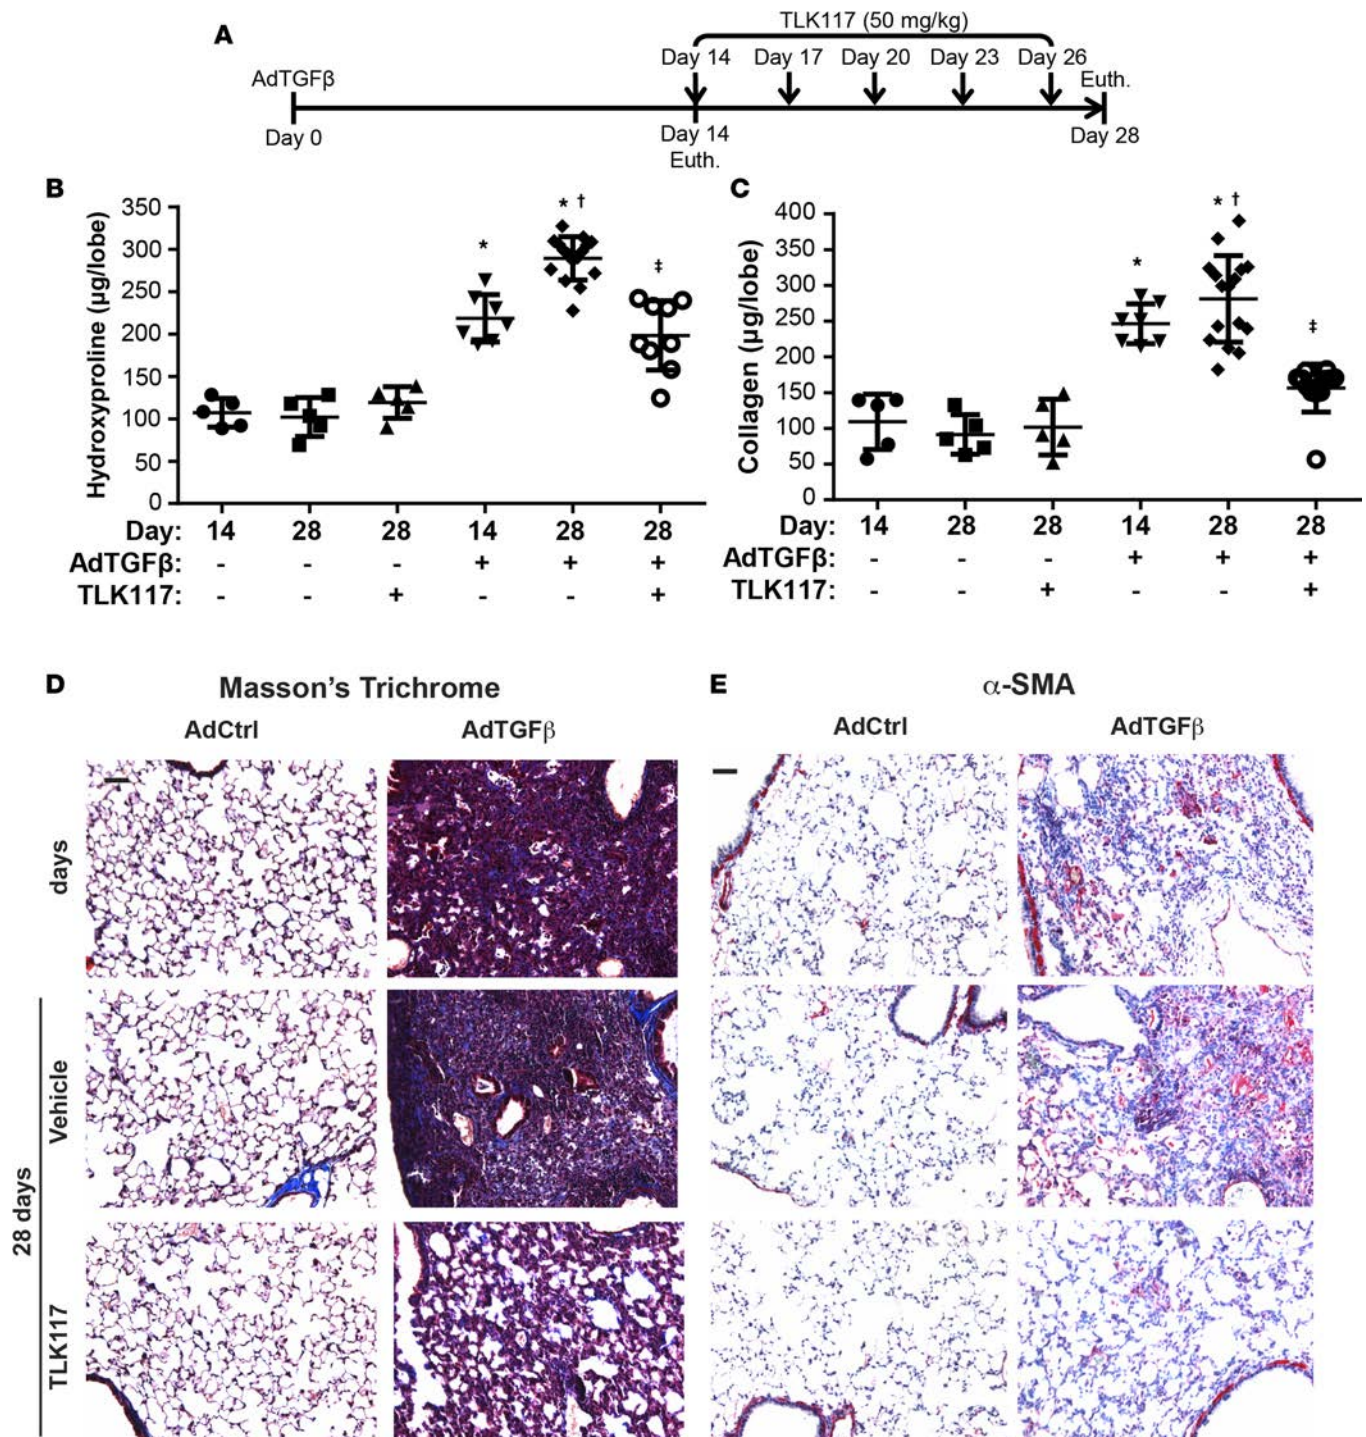 A
TLK117 (50 mg/kg)
Day 14 Day 17 Day 20 Day 23 Day 26
AdTGFβ Euth.
Day 0 Day 14 Day 28
Euth.
B
Hydroxyproline (µg/lobe)
350
300
250
200
150
100
50
0
* * † ‡
Day: 14 28 28 14 28 28
AdTGFβ: - - - + + +
TLK117: - - + - - +
C
Collagen (µg/lobe)
400
350
300
250
200
150
100
50
0
* * † ‡
Day: 14 28 28 14 28 28
AdTGFβ: - - - + + +
TLK117: - - + - - +
D
Masson's Trichrome
AdCtrl AdTGFβ
days
28 days
Vehicle
TLK117
E
α-SMA
AdCtrl AdTGFβ